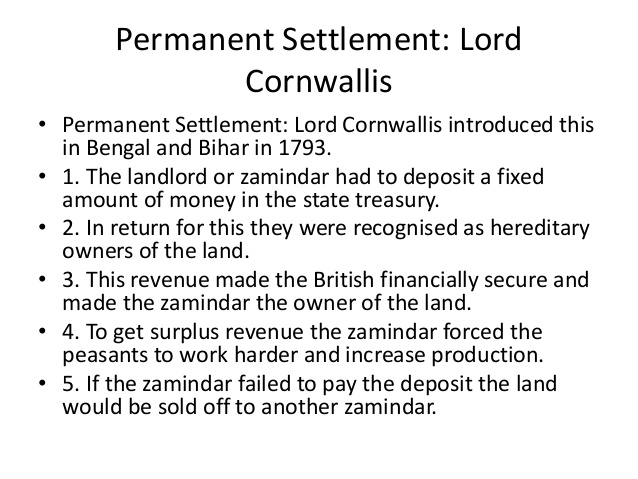 Permanent Settlement: Lord
Cornwallis
• Permanent Settlement: Lord Cornwallis introduced this
in Bengal and Bihar in 1793.
• 1. The landlord or zamindar had to deposit a fixed
amount of money in the state treasury.
• 2. In return for this they were recognised as hereditary
owners of the land.
• 3. This revenue made the British financially secure and
made the zamindar the owner of the land.
• 4. To get surplus revenue the zamindar forced the
peasants to work harder and increase production.
• 5. If the zamindar failed to pay the deposit the land
would be sold off to another zamindar.